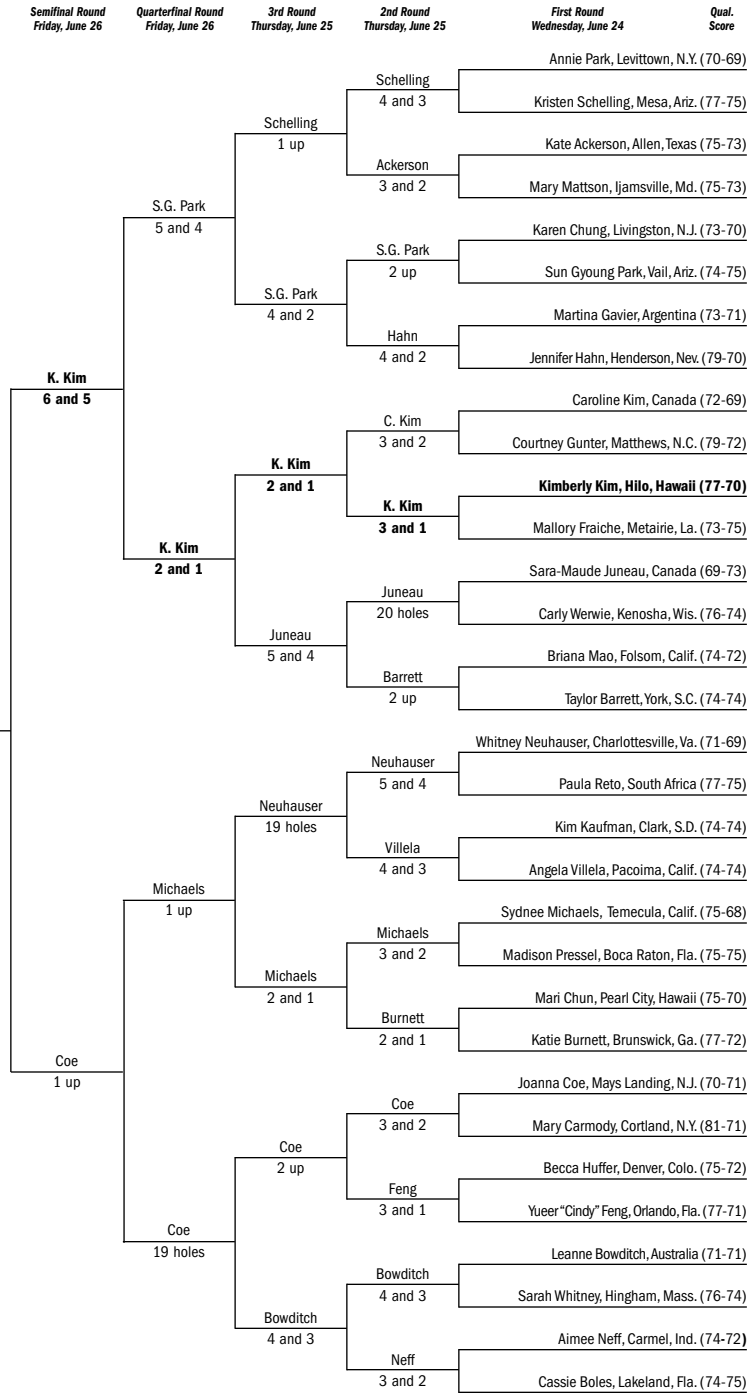 Semifinal Round
Friday, June 26
Quarterfinal Round
Friday, June 26
3rd Round
Thursday, June 25
2nd Round
Thursday, June 25
First Round
Wednesday, June 24
Qual.
Score
Annie Park, Levittown, N.Y. (70-69)
Schelling
4 and 3
Kristen Schelling, Mesa, Ariz. (77-75)
Schelling
1 up
Kate Ackerson, Allen, Texas (75-73)
Ackerson
3 and 2
Mary Mattson, Ijamsville, Md. (75-73)
S.G. Park
5 and 4
Karen Chung, Livingston, N.J. (73-70)
S.G. Park
2 up
Sun Gyoung Park, Vail, Ariz. (74-75)
S.G. Park
4 and 2
Martina Gavier, Argentina (73-71)
Hahn
4 and 2
Jennifer Hahn, Henderson, Nev. (79-70)
K. Kim
6 and 5
Caroline Kim, Canada (72-69)
C. Kim
3 and 2
Courtney Gunter, Matthews, N.C. (79-72)
K. Kim
2 and 1
Kimberly Kim, Hilo, Hawaii (77-70)
K. Kim
3 and 1
Mallory Fraiche, Metairie, La. (73-75)
K. Kim
2 and 1
Sara-Maude Juneau, Canada (69-73)
Juneau
20 holes
Carly Werwie, Kenosha, Wis. (76-74)
Juneau
5 and 4
Briana Mao, Folsom, Calif. (74-72)
Barrett
2 up
Taylor Barrett, York, S.C. (74-74)
Whitney Neuhauser, Charlottesville, Va. (71-69)
Neuhauser
5 and 4
Paula Reto, South Africa (77-75)
Neuhauser
19 holes
Kim Kaufman, Clark, S.D. (74-74)
Villela
4 and 3
Angela Villela, Pacoima, Calif. (74-74)
Michaels
1 up
Sydnee Michaels, Temecula, Calif. (75-68)
Michaels
3 and 2
Madison Pressel, Boca Raton, Fla. (75-75)
Michaels
2 and 1
Mari Chun, Pearl City, Hawaii (75-70)
Burnett
2 and 1
Katie Burnett, Brunswick, Ga. (77-72)
Coe
1 up
Joanna Coe, Mays Landing, N.J. (70-71)
Coe
3 and 2
Mary Carmody, Cortland, N.Y. (81-71)
Coe
2 up
Becca Huffer, Denver, Colo. (75-72)
Feng
3 and 1
Yueer "Cindy" Feng, Orlando, Fla. (77-71)
Coe
19 holes
Leanne Bowditch, Australia (71-71)
Bowditch
4 and 3
Sarah Whitney, Hingham, Mass. (76-74)
Bowditch
4 and 3
Aimee Neff, Carmel, Ind. (74-72)
Neff
3 and 2
Cassie Boles, Lakeland, Fla. (74-75)